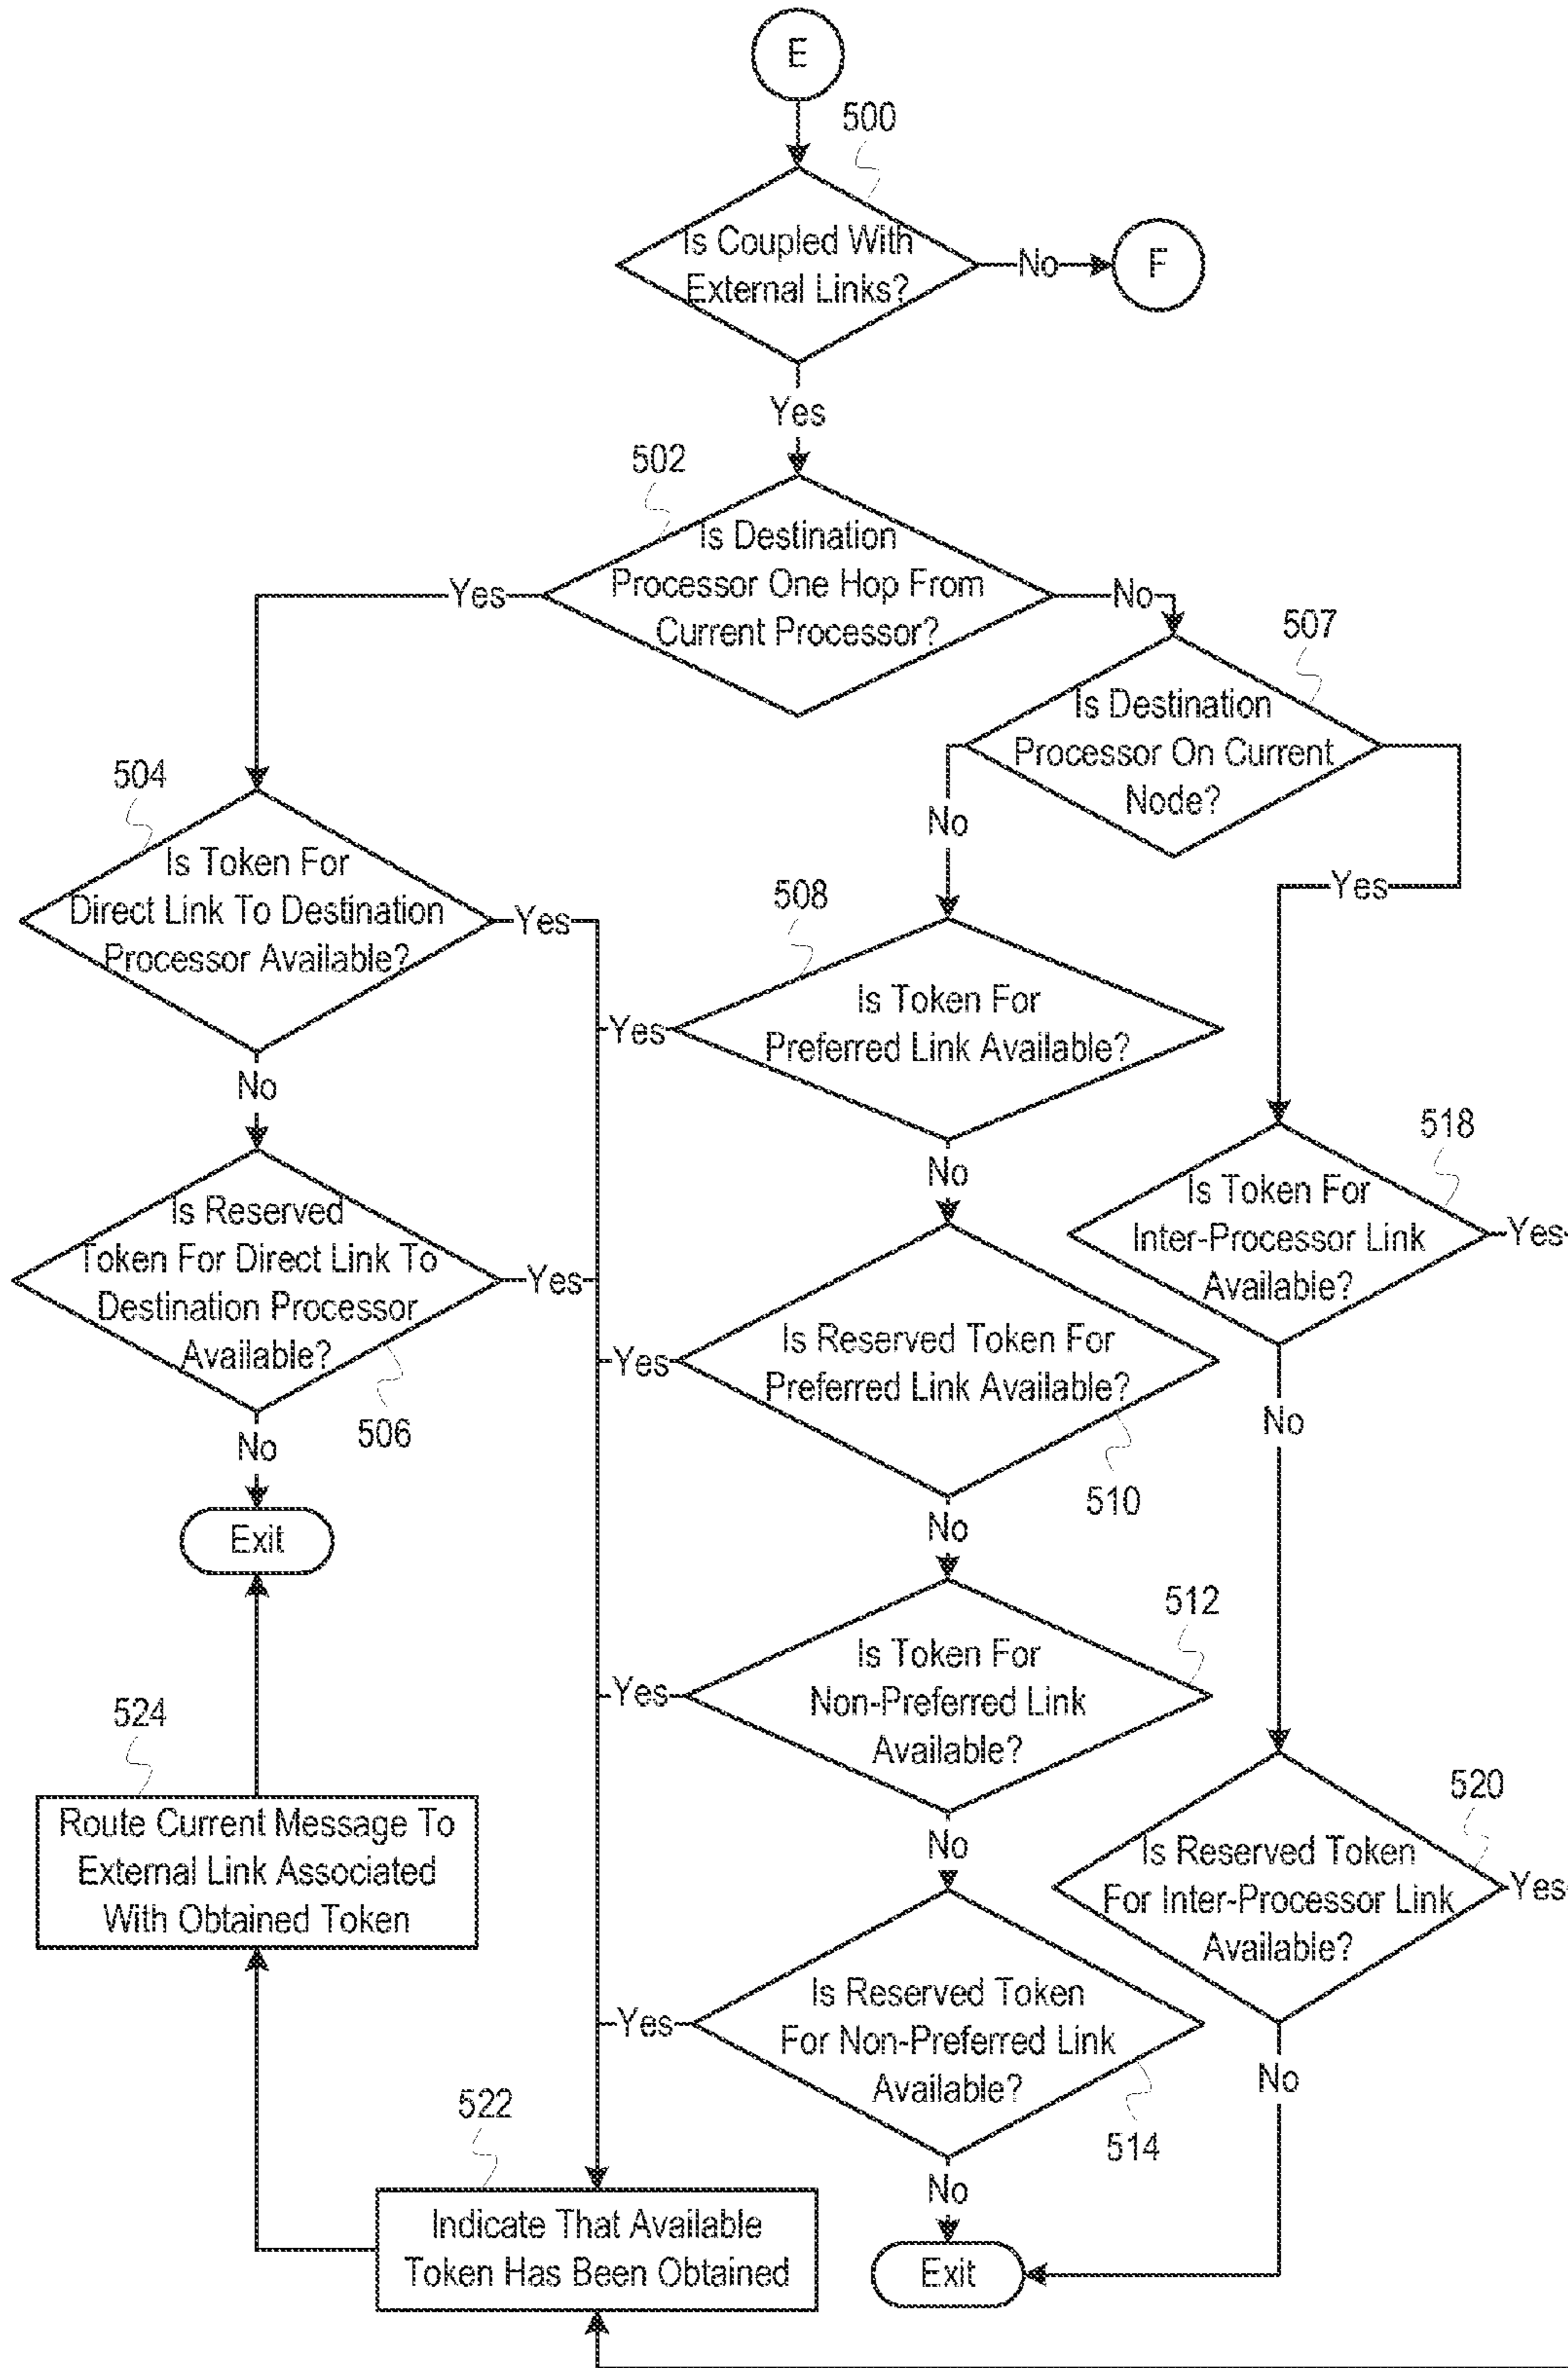 E
500
Is Coupled With
External Links?
No
F
Yes
502
Is Destination
Processor One Hop From
Current Processor?
Yes
No
507
Is Destination
Processor On Current
Node?
No
Yes
504
Is Token For
Direct Link To Destination
Processor Available?
Yes
No
508
Is Token For
Preferred Link Available?
Yes
No
518
Is Token For
Inter-Processor Link
Available?
Yes
No
Is Reserved
Token For Direct Link To
Destination Processor
Available?
Yes
506
No
Exit
Is Reserved Token For
Preferred Link Available?
Yes
510
No
512
Is Token For
Non-Preferred Link
Available?
Yes
No
520
Is Reserved Token
For Inter-Processor Link
Available?
Yes
No
524
Route Current Message To
External Link Associated
With Obtained Token
Is Reserved Token
For Non-Preferred Link
Available?
Yes
514
No
522
Indicate That Available
Token Has Been Obtained
Exit